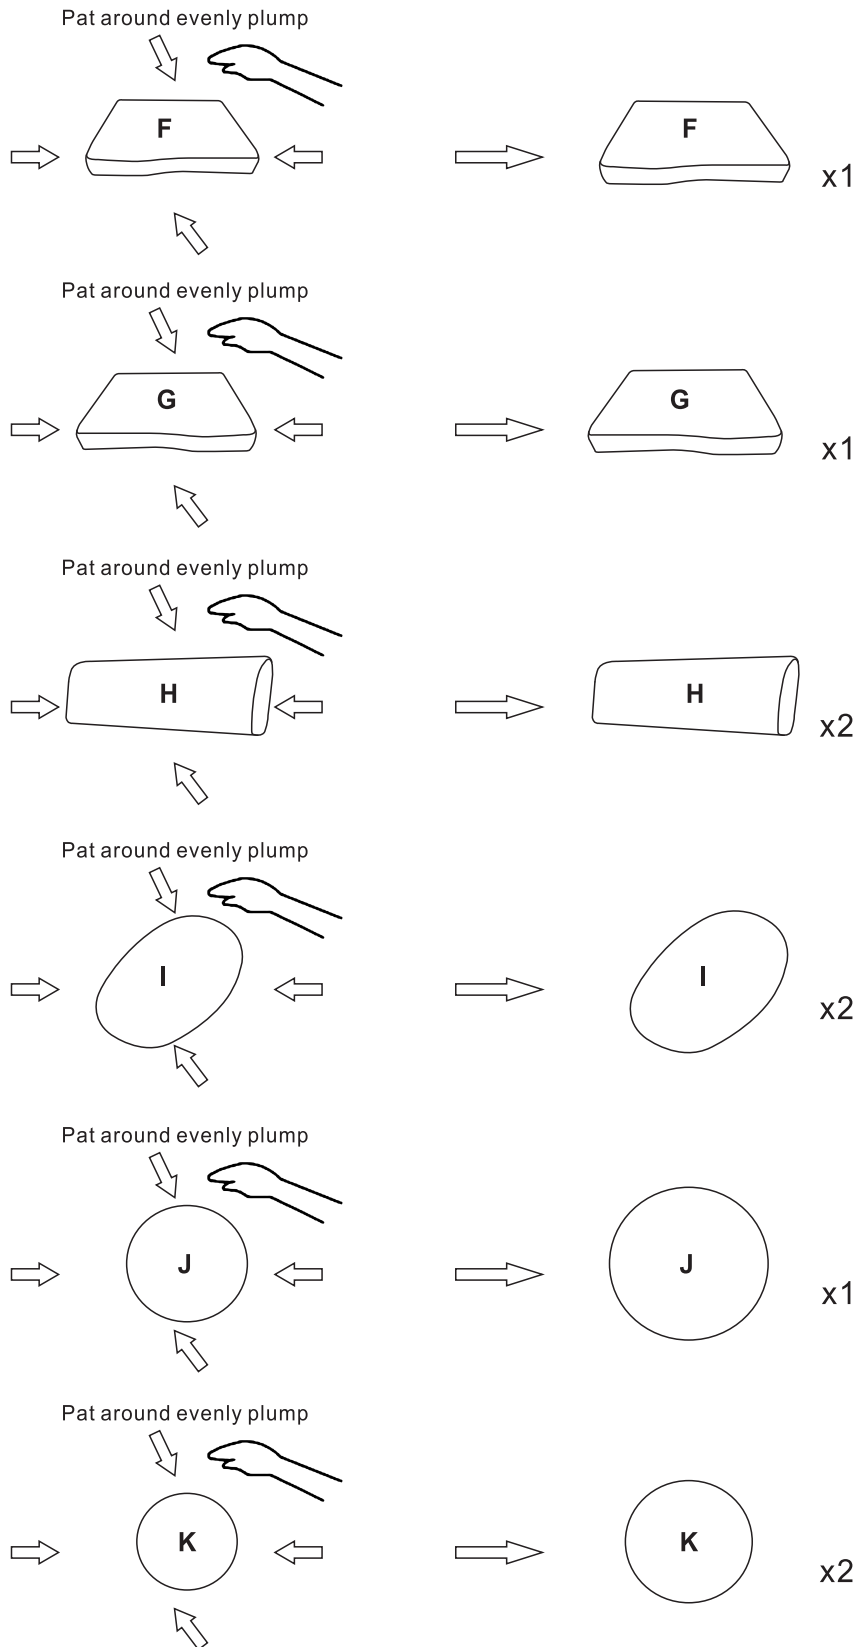 Pat around evenly plump
F
F
x1
Pat around evenly plump
G
G
x1
Pat around evenly plump
H
H
x2
Pat around evenly plump
I
I
x2
Pat around evenly plump
J
J
x1
Pat around evenly plump
K
K
x2